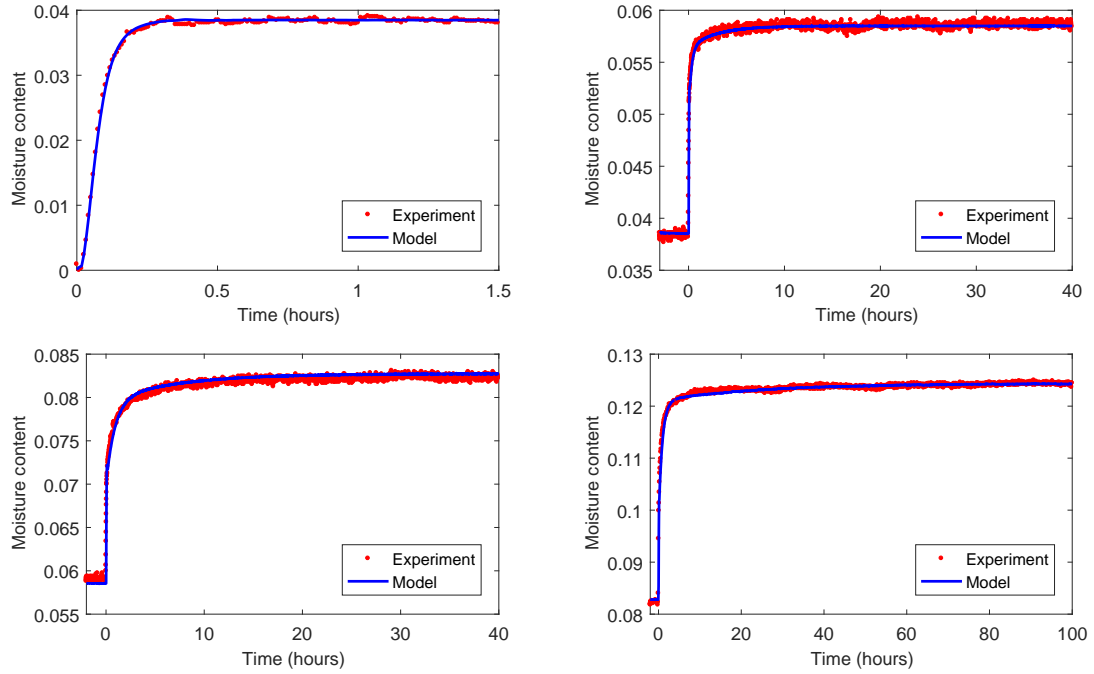 0.04
0.03
0.02
0.01
0
Moisture content
0 0.5 1 1.5
Time (hours)
Experiment
Model
0.06
0.055
0.05
0.045
0.04
0.035
Moisture content
0 10 20 30 40
Time (hours)
Experiment
Model
0.085
0.08
0.075
0.07
0.065
0.06
0.055
Moisture content
0 10 20 30 40
Time (hours)
Experiment
Model
0.13
0.12
0.11
0.1
0.09
0.08
Moisture content
0 20 40 60 80 100
Time (hours)
Experiment
Model